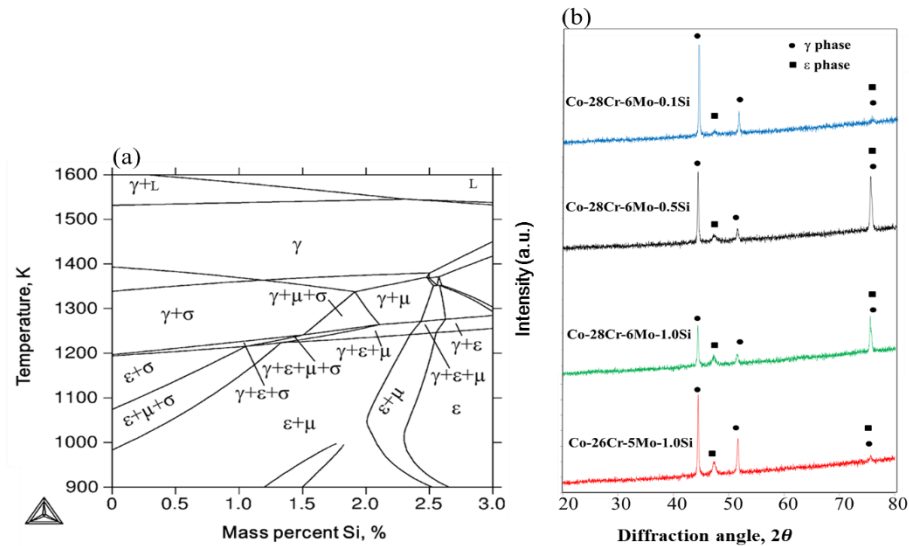 (a)
1600
1500
1400
1300
1200
1100
1000
900
Temperature, K
0
0.5
1.0
1.5
2.0
2.5
3.0
Mass percent Si, %
γ+L
L
γ
γ+σ
γ+μ+σ
γ+μ
ε+σ
γ+ε+μ
γ+ε
γ+ε+μ+σ
γ+ε+μ
γ+ε+σ
ε+μ+σ
ε+μ
ε+μ
ε
(b)
Intensity (a.u.)
● γ phase
■ ε phase
Co-28Cr-6Mo-0.1Si
Co-28Cr-6Mo-0.5Si
Co-28Cr-6Mo-1.0Si
Co-26Cr-5Mo-1.0Si
20
30
40
50
60
70
80
Diffraction angle, 2θ